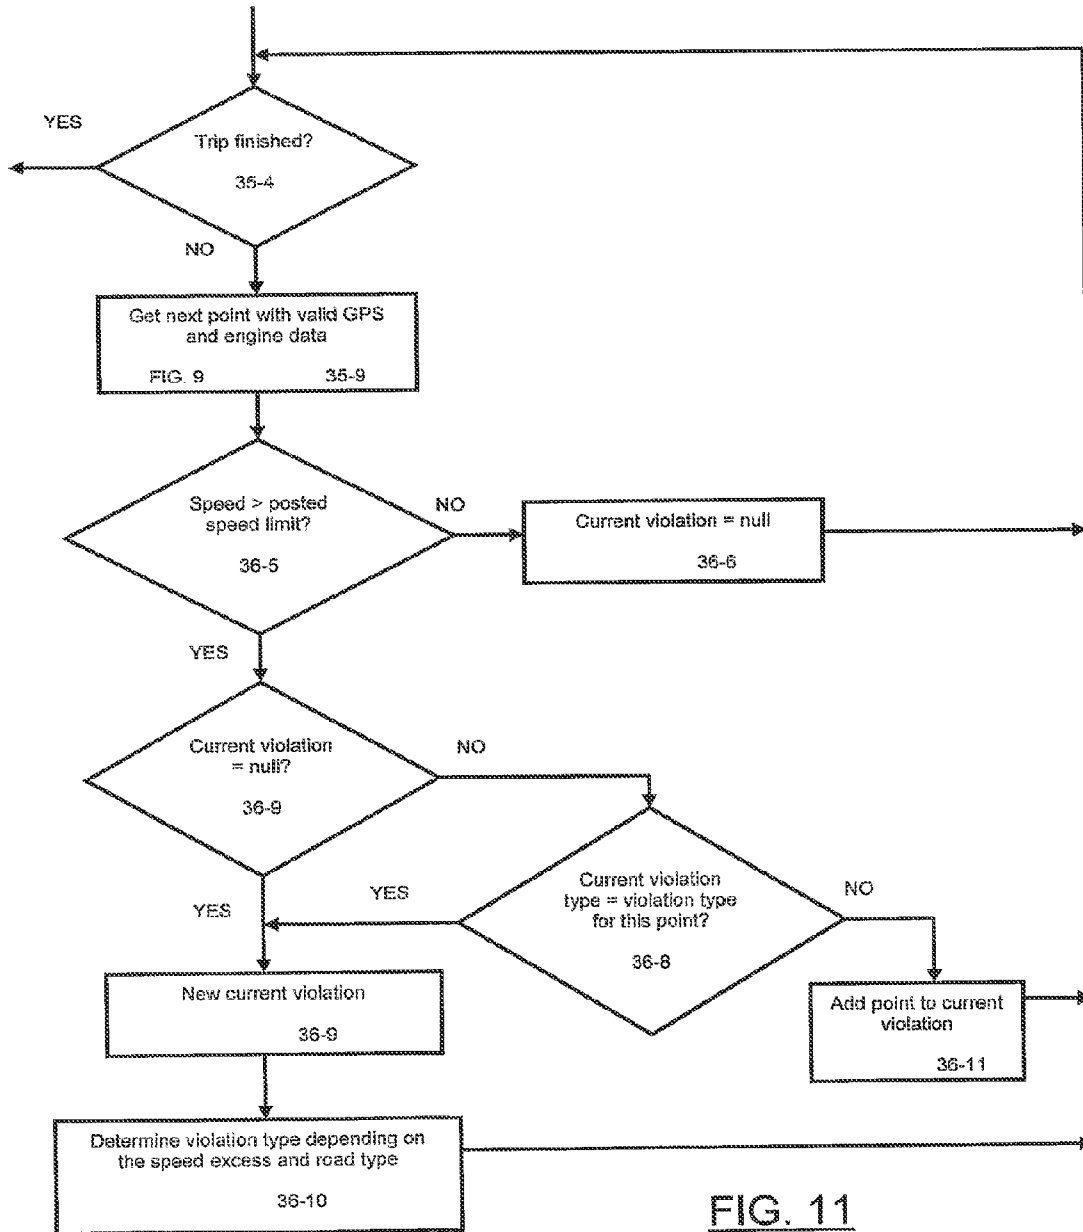 YES
Trip finished?
35-4
NO
Get next point with valid GPS
and engine data
FIG. 9 35-9
Speed > posted
speed limit?
36-5
NO
Current violation = null
36-6
YES
Current violation
= null?
36-9
NO
YES
YES
Current violation
type = violation type
for this point?
36-8
NO
New current violation
36-9
Add point to current
violation
36-11
Determine violation type depending on
the speed excess and road type
36-10
FIG. 11